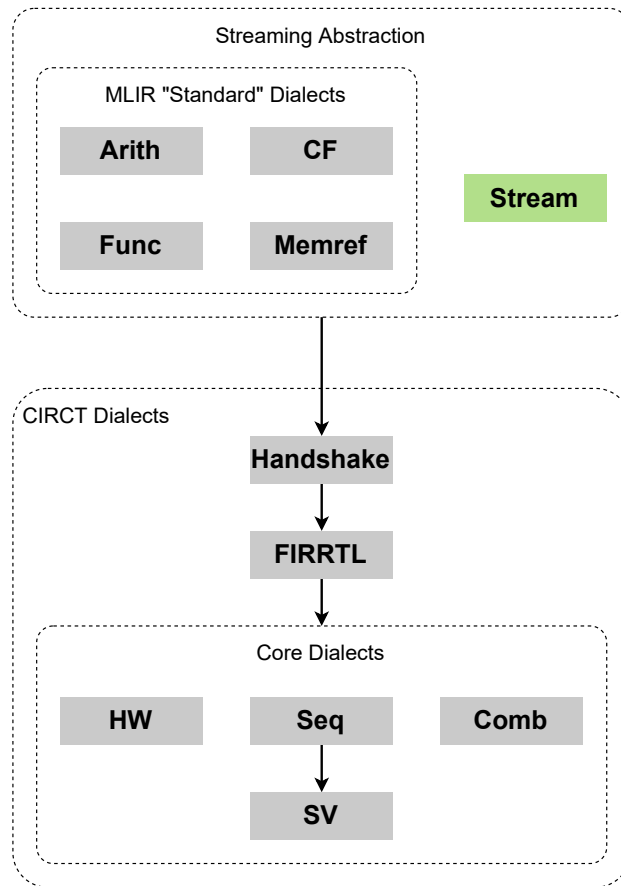 Streaming Abstraction
MLIR "Standard" Dialects
Arith
CF
Stream
Func
Memref
CIRCT Dialects
Handshake
FIRRTL
Core Dialects
HW
Seq
Comb
SV